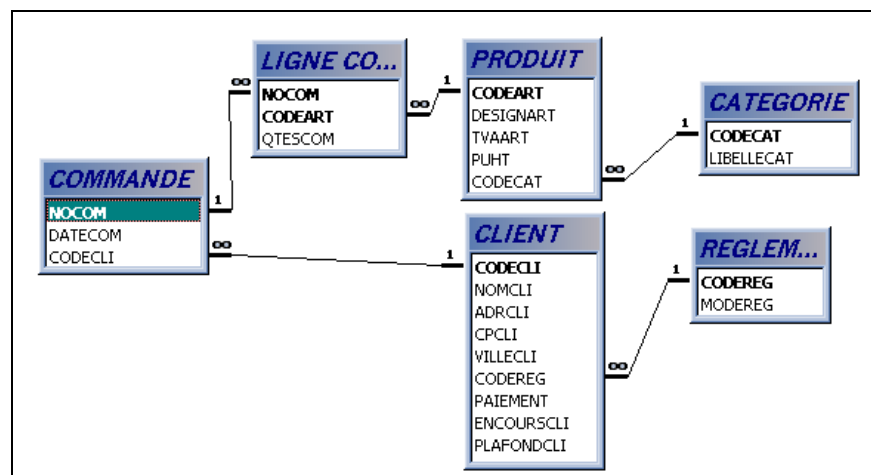 LIGNE CO...
NOCOM
CODEART
QTESCOM
PRODUIT
CODEART
DESIGNART
TVAART
PUHT
CODECAT
CATEGORIE
CODECAT
LIBELLECAT
COMMANDE
NOCOM
DATECOM
CODECLI
CLIENT
CODECLI
NOMCLI
ADRCLI
CPCLI
VILLECLI
CODEREG
PAIEMENT
ENCOURSCLI
PLAFONDCLI
REGLEM...
CODEREG
MODEREG
∞
1
∞
1
∞
1
∞
1
∞
1